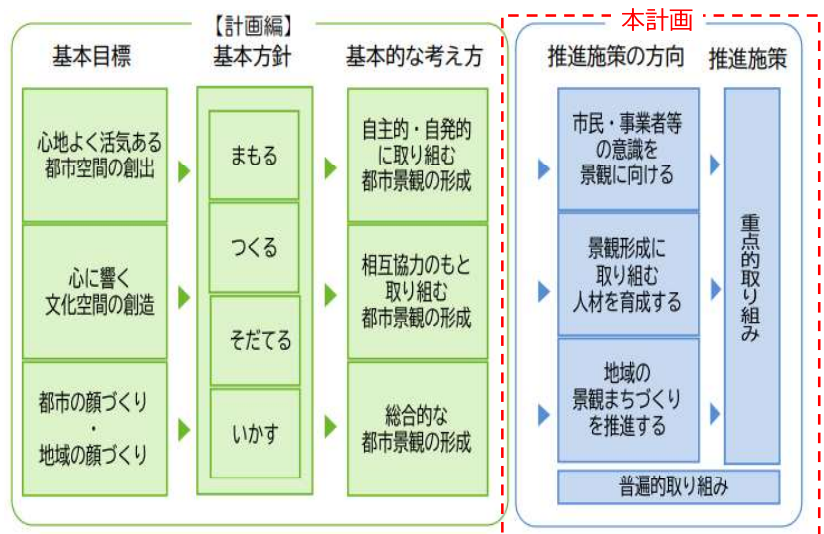 【計画編】
本計画
基本目標
基本方針
基本的な考え方
推進施策の方向
推進施策
心地よく活気ある
都市空間の創出
心に響く
文化空間の創造
都市の顔づくり
・
地域の顔づくり
まもる
つくる
そだてる
いかす
自主的・自発的
に取り組む
都市景観の形成
相互協力のもと
取り組む
都市景観の形成
総合的な
都市景観の形成
市民・事業者等
の意識を
景観に向ける
景観形成に
取り組む
人材を育成する
地域の
景観まちづくり
を推進する
重点的取り組み
普遍的取り組み